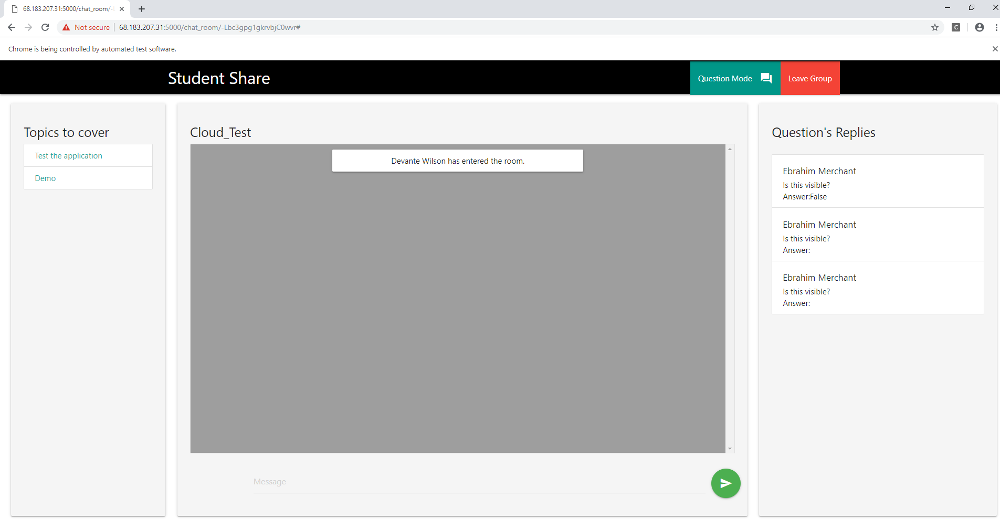 68.183.207.31:5000/chat_room/-L
Not secure
68.183.207.31:5000/chat_room/-Lbc3gpg1gkrvbjC0wvr#
C
Chrome is being controlled by automated test software.
Student Share
Question Mode
Leave Group
Topics to cover
Test the application
Demo
Cloud_Test
Devante Wilson has entered the room.
Message
Question's Replies
Ebrahim Merchant
Is this visible?
Answer:False
Ebrahim Merchant
Is this visible?
Answer:
Ebrahim Merchant
Is this visible?
Answer: